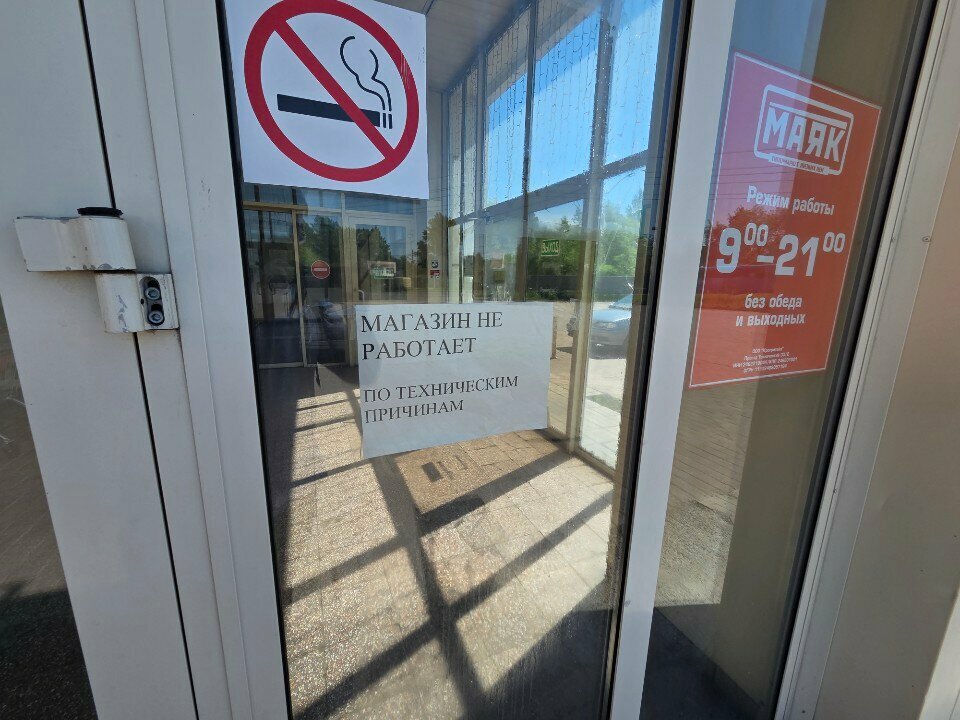 МАГАЗИН НЕ
РАБОТАЕТ
ПО ТЕХНИЧЕСКИМ
ПРИЧИНАМ
МАЯК
Режим работы
9⁰⁰-21⁰⁰
без обеда
и выходных